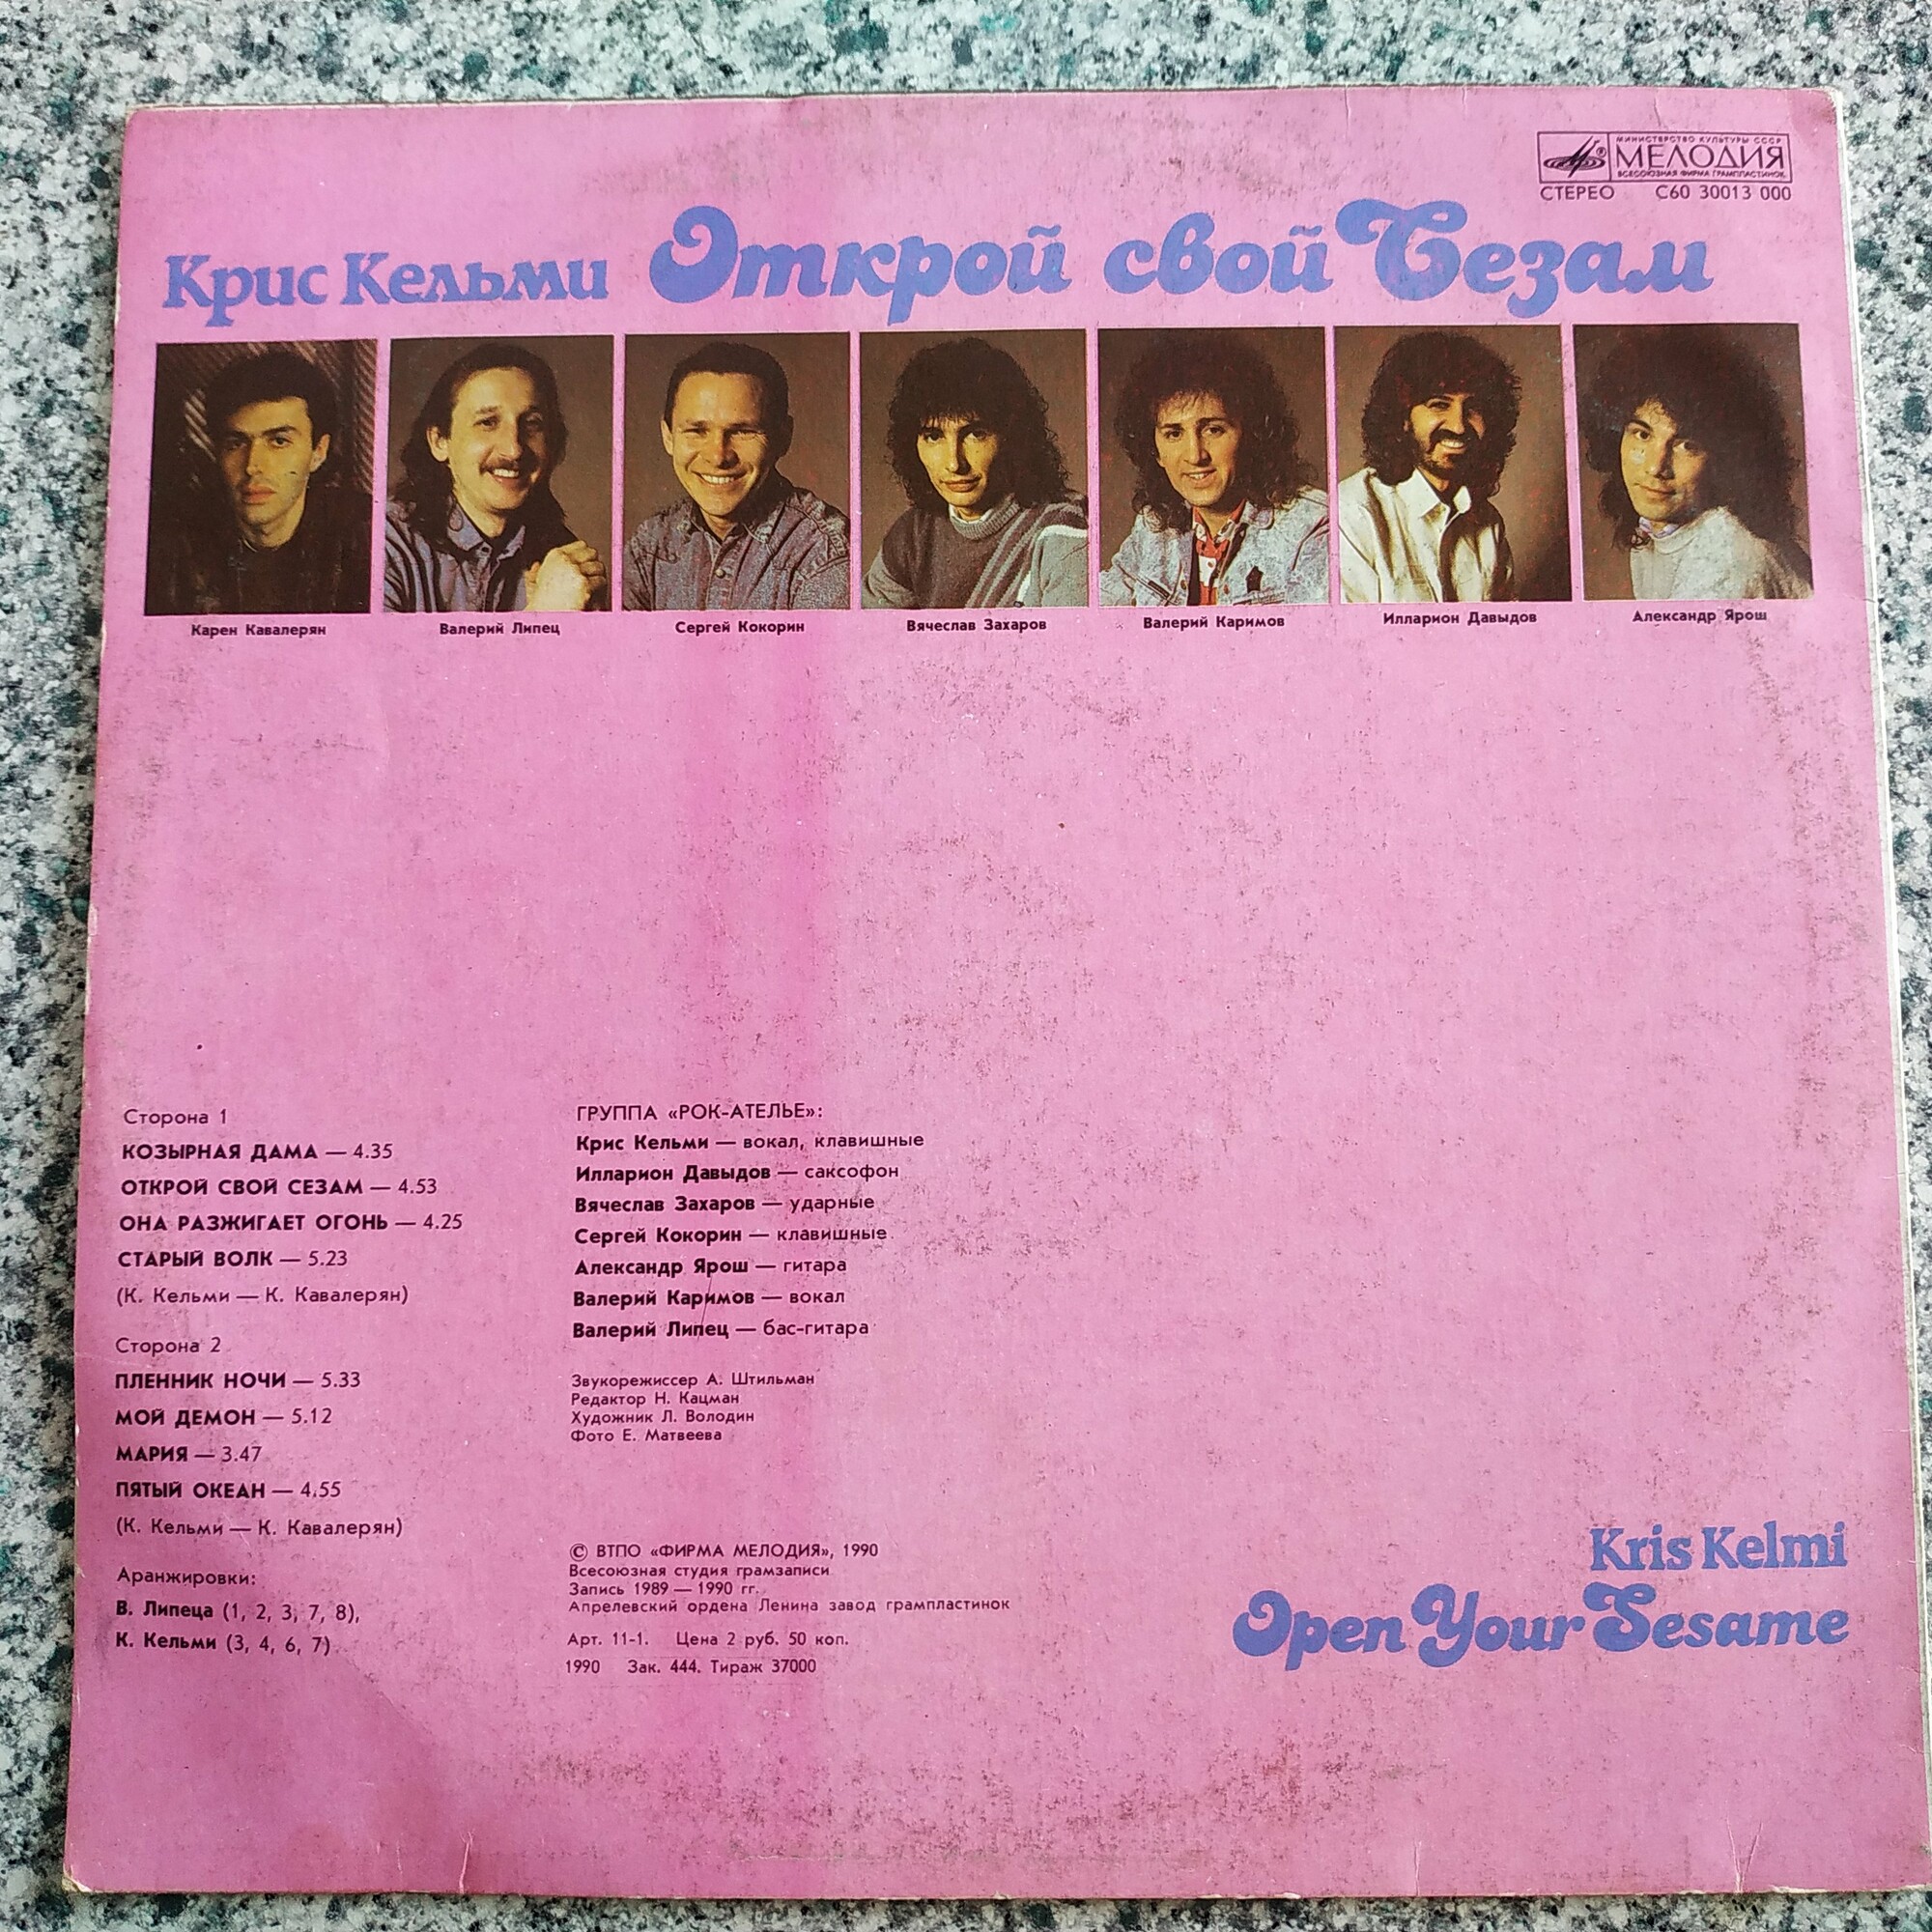 МИНИСТЕРСТВО КУЛЬТУРЫ СССР
МЕЛОДИЯ
ВСЕСОЮЗНАЯ ФИРМА ГРАМПЛАСТИНОК
СТЕРЕО С60 30013 000
Крис Кельми Открой свой Сезам
Карен Кавалерян
Валерий Липец
Сергей Кокорин
Вячеслав Захаров
Валерий Каримов
Илларион Давыдов
Александр Ярош
Сторона 1
КОЗЫРНАЯ ДАМА — 4.35
ОТКРОЙ СВОЙ СЕЗАМ — 4.53
ОНА РАЗЖИГАЕТ ОГОНЬ — 4.25
СТАРЫЙ ВОЛК — 5.23
(К. Кельми — К. Кавалерян)
Сторона 2
ПЛЕННИК НОЧИ — 5.33
МОЙ ДЕМОН — 5.12
МАРИЯ — 3.47
ПЯТЫЙ ОКЕАН — 4.55
(К. Кельми — К. Кавалерян)
Аранжировки:
В. Липеца (1, 2, 3, 7, 8),
К. Кельми (3, 4, 6, 7)
ГРУППА «РОК-АТЕЛЬЕ»:
Крис Кельми — вокал, клавишные
Илларион Давыдов — саксофон
Вячеслав Захаров — ударные
Сергей Кокорин — клавишные
Александр Ярош — гитара
Валерий Каримов — вокал
Валерий Липец — бас-гитара
Звукорежиссер А. Штильман
Редактор Н. Кацман
Художник Л. Володин
Фото Е. Матвеева
© ВТПО «ФИРМА МЕЛОДИЯ», 1990
Всесоюзная студия грамзаписи
Запись 1989 — 1990 гг.
Апрелевский ордена Ленина завод грампластинок
Арт. 11-1. Цена 2 руб. 50 коп.
1990 Зак. 444. Тираж 37000
Kris Kelmi
Open Your Sesame